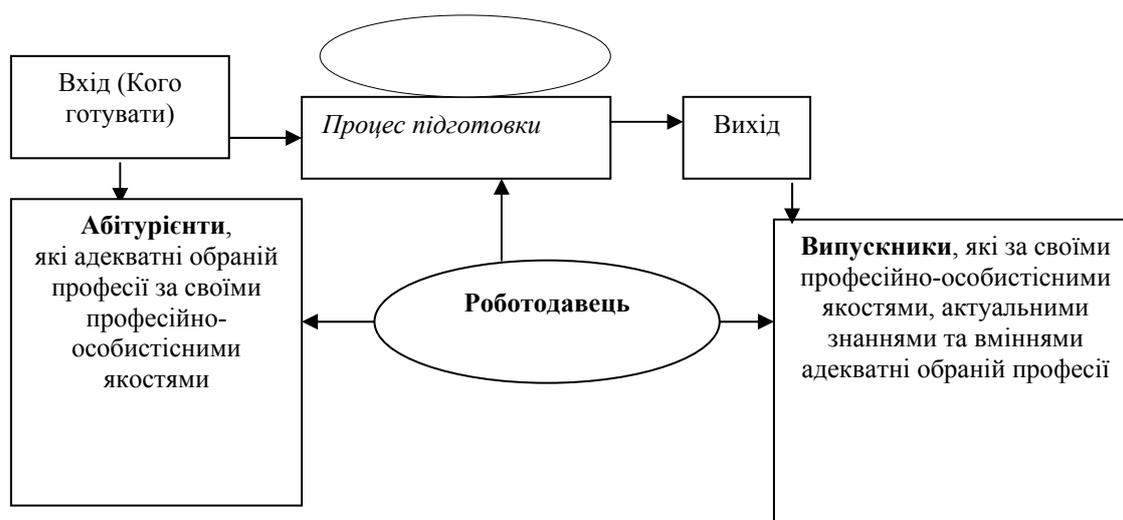 Вхід (Кого
готувати)
Процес підготовки
Вихід
Абітурієнти,
які адекватні обраній
професії за своїми
професійно-
особистісними
якостями
Роботодавець
Випускники, які за своїми
професійно-особистісними
якостями, актуальними
знаннями та вміннями
адекватні обраній професії